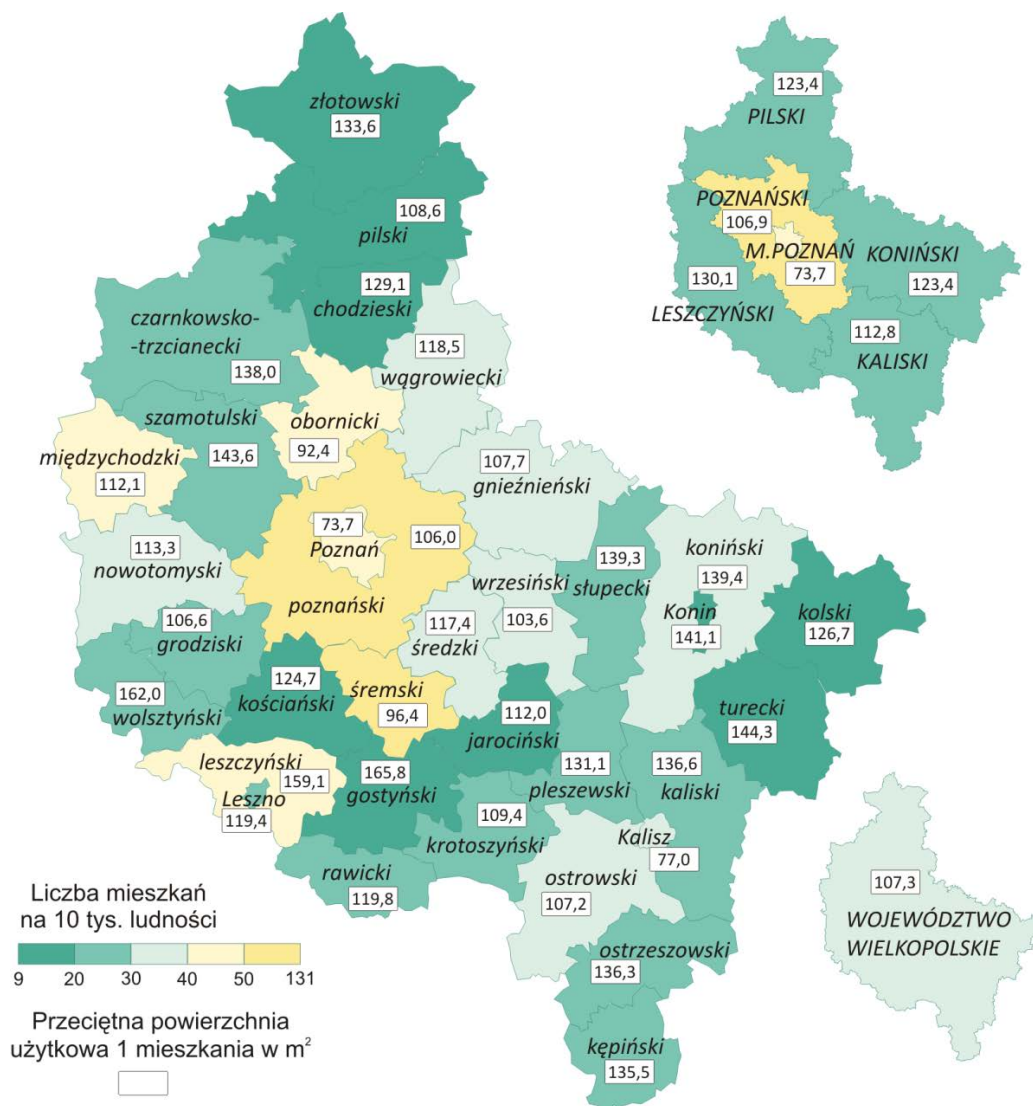 złotowski
133,6
108,6
pilski
129,1
chodzieski
czarnkowsko-
-trzcianecki
138,0
118,5
wągrowiecki
szamotulski
143,6
obornicki
92,4
międzychodzki
112,1
107,7
gnieźnieński
113,3
nowotomyski
73,7
Poznań
106,0
poznański
139,3
słupecki
koniński
139,4
Konin
141,1
kolski
126,7
wrzesiński
103,6
117,4
średzki
106,6
grodziski
162,0
wolsztyński
124,7
kościański
śremski
96,4
112,0
jarociński
turecki
144,3
leszczyński
159,1
Leszno
119,4
165,8
gostyński
131,1
pleszewski
136,6
kaliski
109,4
krotoszyński
Kalisz
77,0
rawicki
119,8
ostrowski
107,2
ostrzeszowski
136,3
kępiński
135,5
123,4
PILSKI
POZNAŃSKI
106,9
M.POZNAŃ
73,7
KONIŃSKI
123,4
130,1
LESZCZYŃSKI
112,8
KALISKI
107,3
WOJEWÓDZTWO
WIELKOPOLSKIE
Liczba mieszkań
na 10 tys. ludności
9 20 30 40 50 131
Przeciętna powierzchnia
użytkowa 1 mieszkania w m²